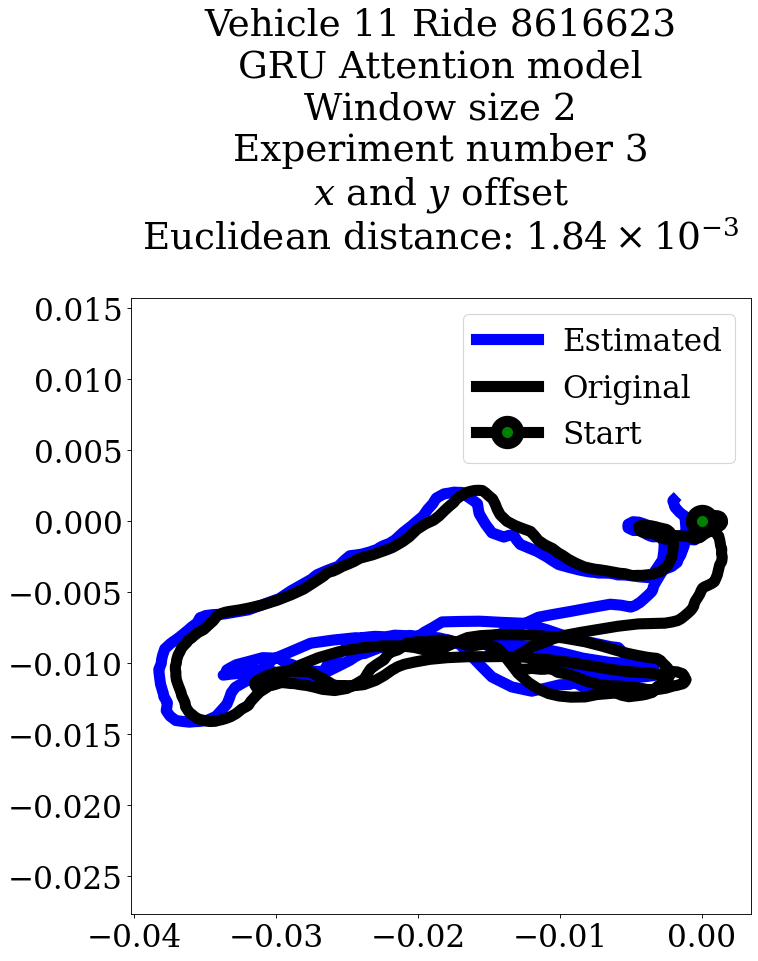 Vehicle 11 Ride 8616623
GRU Attention model
Window size 2
Experiment number 3
x and y offset
Euclidean distance: 1.84 × 10⁻³
0.015
0.010
0.005
0.000
−0.005
−0.010
−0.015
−0.020
−0.025
Estimated
Original
Start
−0.04 −0.03 −0.02 −0.01 0.00